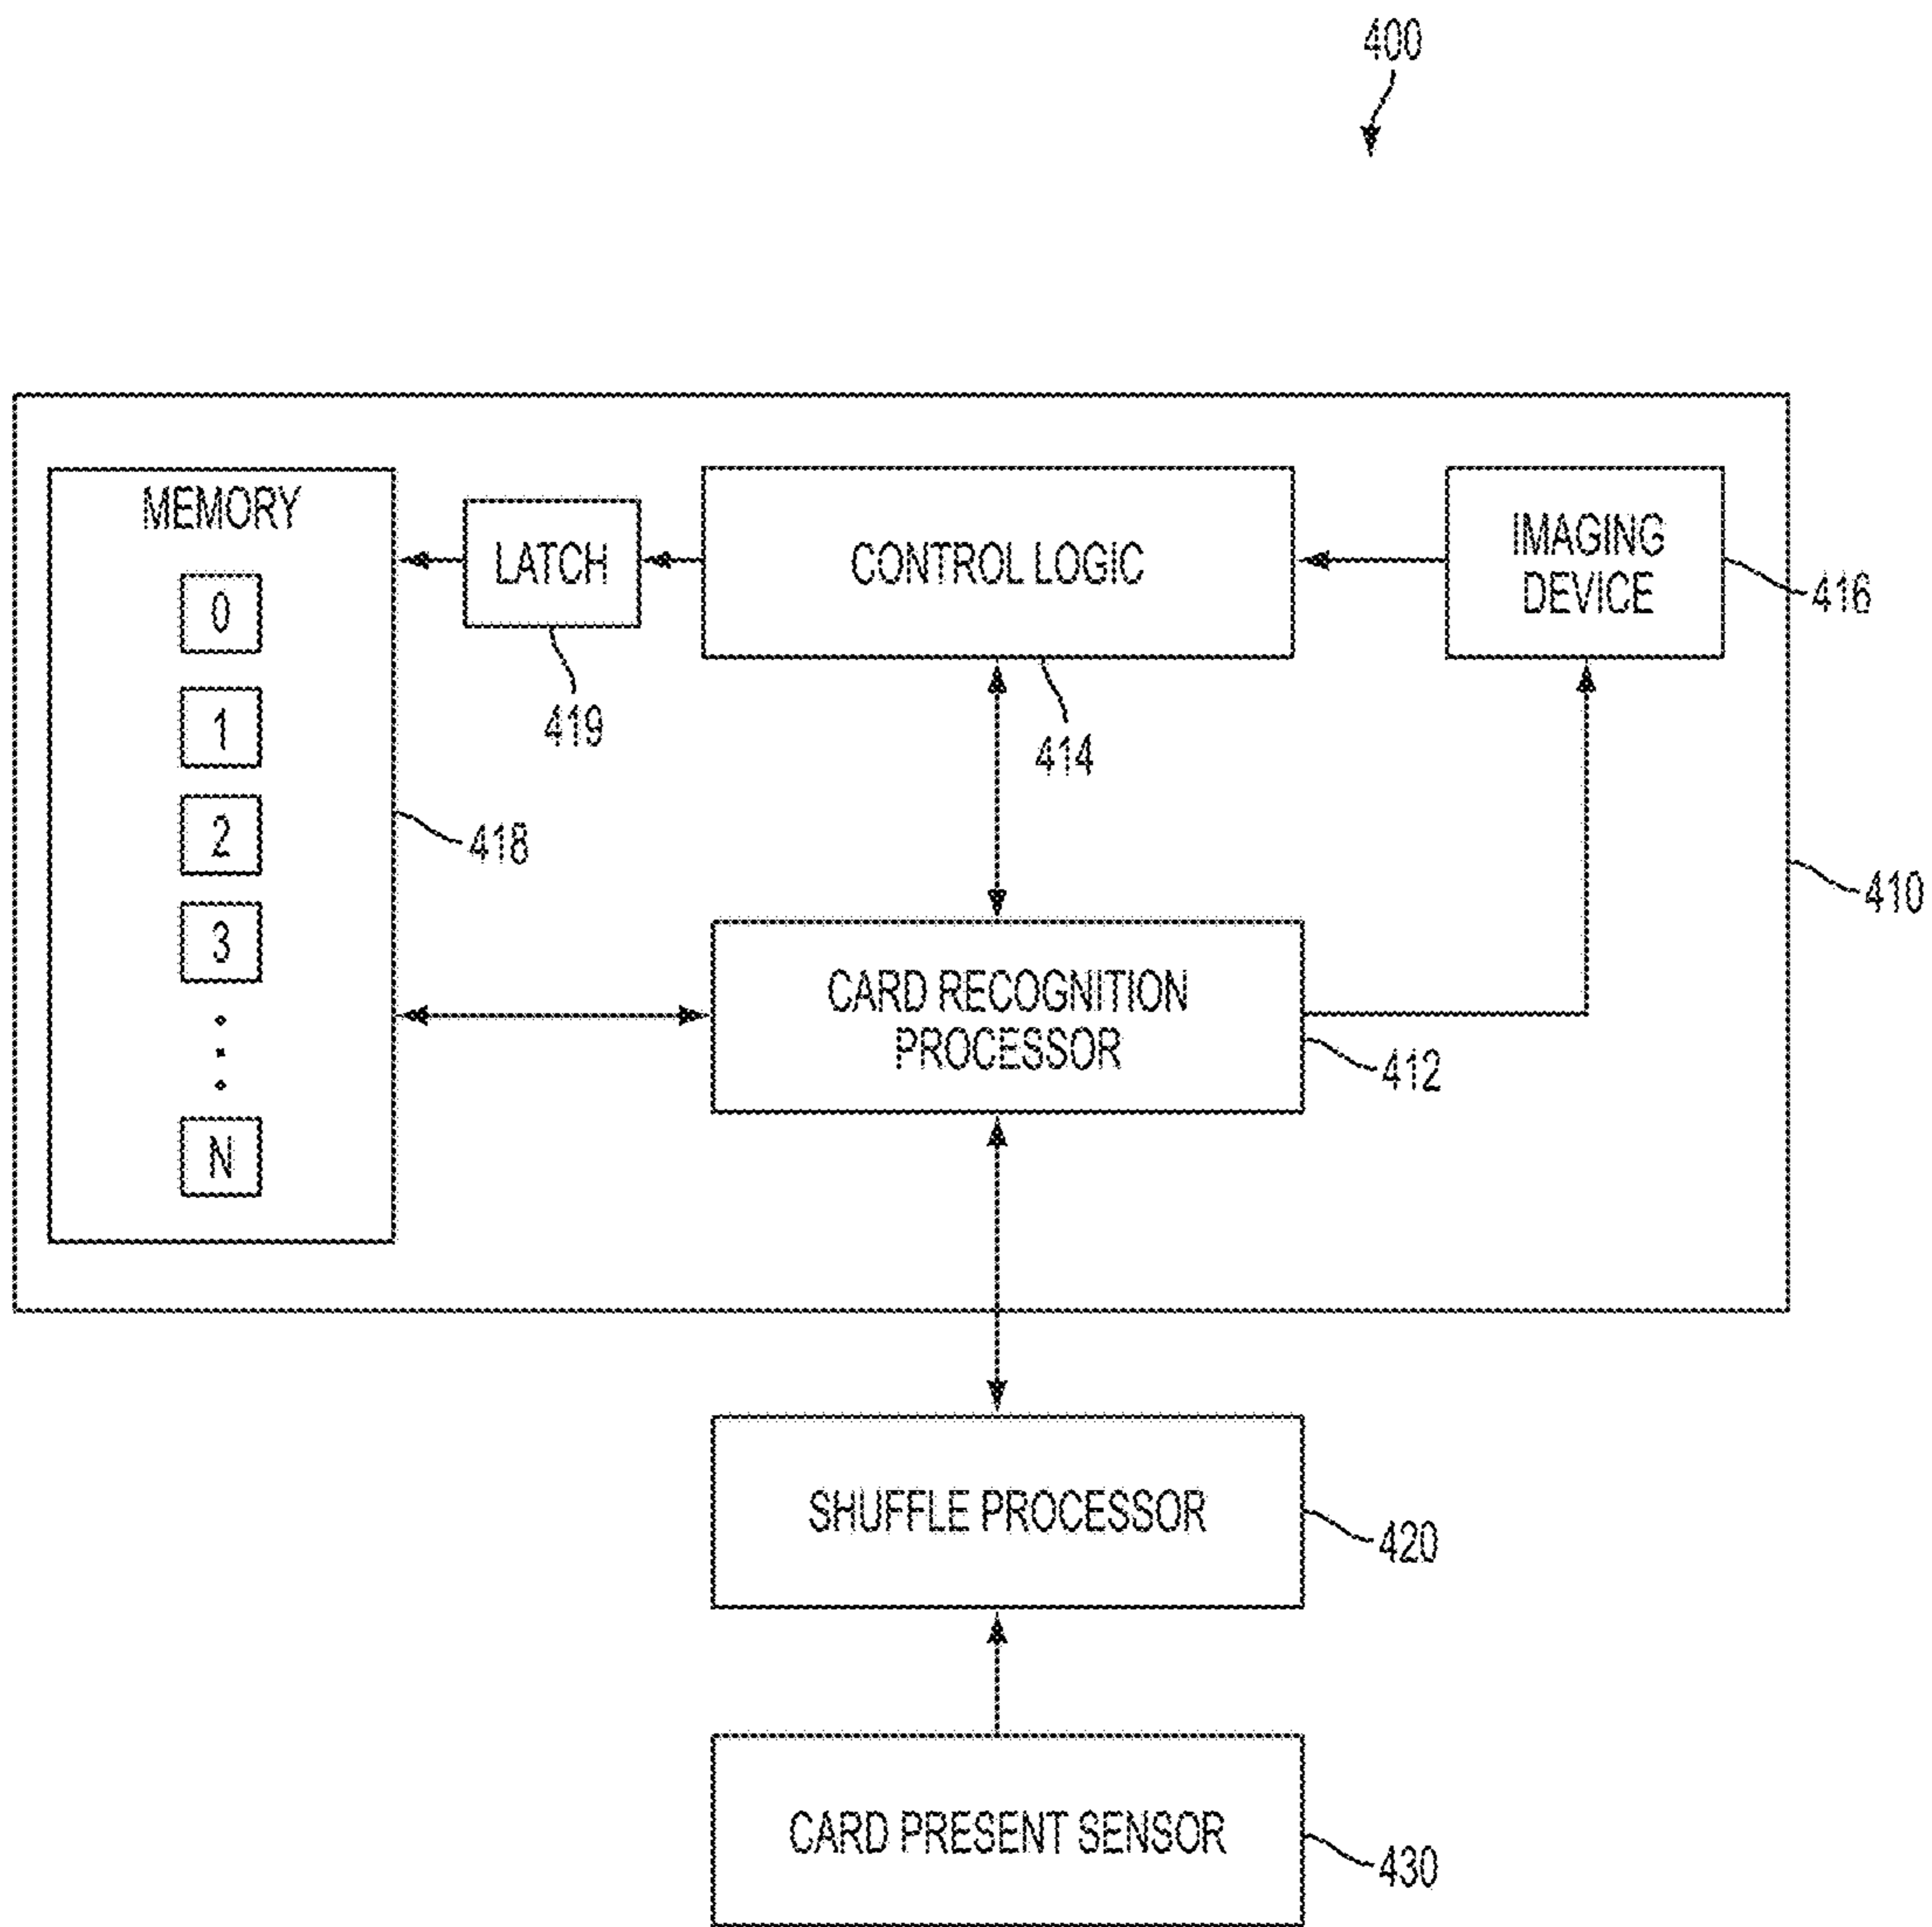 400
MEMORY
0
1
2
3
N
418
LATCH
419
CONTROL LOGIC
414
IMAGING
DEVICE
416
410
CARD RECOGNITION
PROCESSOR
412
SHUFFLE PROCESSOR
420
CARD PRESENT SENSOR
430